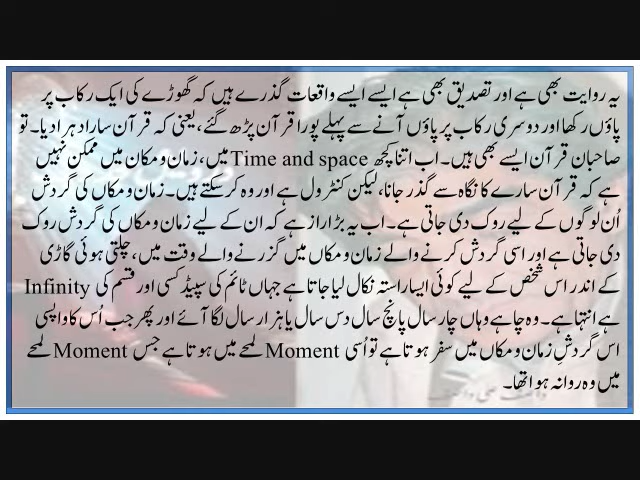 یہ روایت بھی ہے اور تصدیق بھی ہے ایسے ایسے واقعات گذرے ہیں کہ گھوڑے کی ایک رکاب پر
پاؤں رکھا اور دوسری رکاب پر پاؤں آنے سے پہلے پورا قرآن پڑھ گئے، یعنی کہ قرآن سارا دہرا دیا۔ تو
صاحبان قرآن ایسے بھی ہیں۔ اب اتنا کچھ Time and space میں، زمان و مکان میں ممکن نہیں
ہے کہ قرآن سارے کا نگاہ سے گذر جانا، لیکن کنٹرول ہے اور وہ کر سکتے ہیں۔ زمان و مکاں کی گردش
اُن لوگوں کے لیے روک دی جاتی ہے۔ اب یہ بڑا راز ہے کہ ان کے لیے زمان و مکاں کی گردش روک
دی جاتی ہے اور اسی گردش کرنے والے زمان و مکاں میں گزرنے والے وقت میں، چلتی ہوئی گاڑی
کے اندر اس شخص کے لیے کوئی ایسا راستہ نکال لیا جاتا ہے جہاں ٹائم کی سپیڈ کسی اور قسم کی Infinity
ہے انتہا ہے۔ وہ چاہے وہاں چار سال پانچ سال دس سال یا ہزار سال لگا آئے اور پھر جب اُس کا واپسی
اس گردشِ زمان و مکاں میں سفر ہوتا ہے تو اُسی Moment لمحے میں ہوتا ہے جس Moment لمحے
میں وہ روانہ ہوا تھا۔
واصف علی واصف